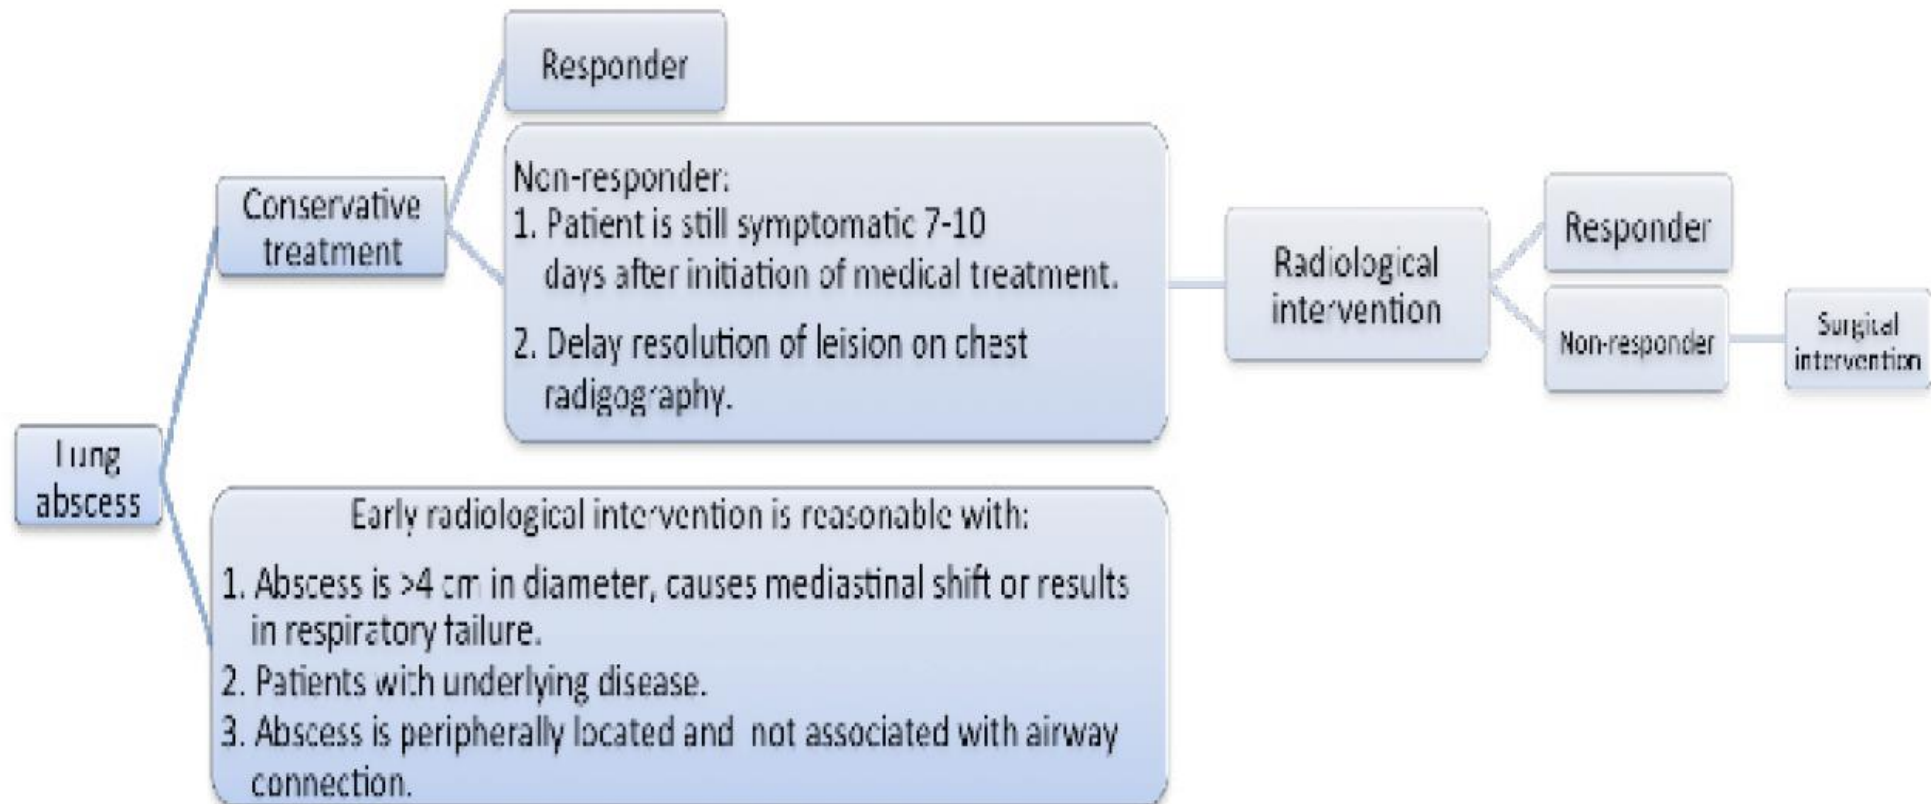 Responder
Non-responder:
1. Patient is still symptomatic 7-10
days after initiation of medical treatment.
2. Delay resolution of leision on chest
radigography.
Conservative
treatment
Radiological
intervention
Responder
Non-responder
Surgical
intervention
Lung
abscess
Early radiological intervention is reasonable with:
1. Abscess is >4 cm in diameter, causes mediastinal shift or results
in respiratory failure.
2. Patients with underlying disease.
3. Abscess is peripherally located and not associated with airway
connection.